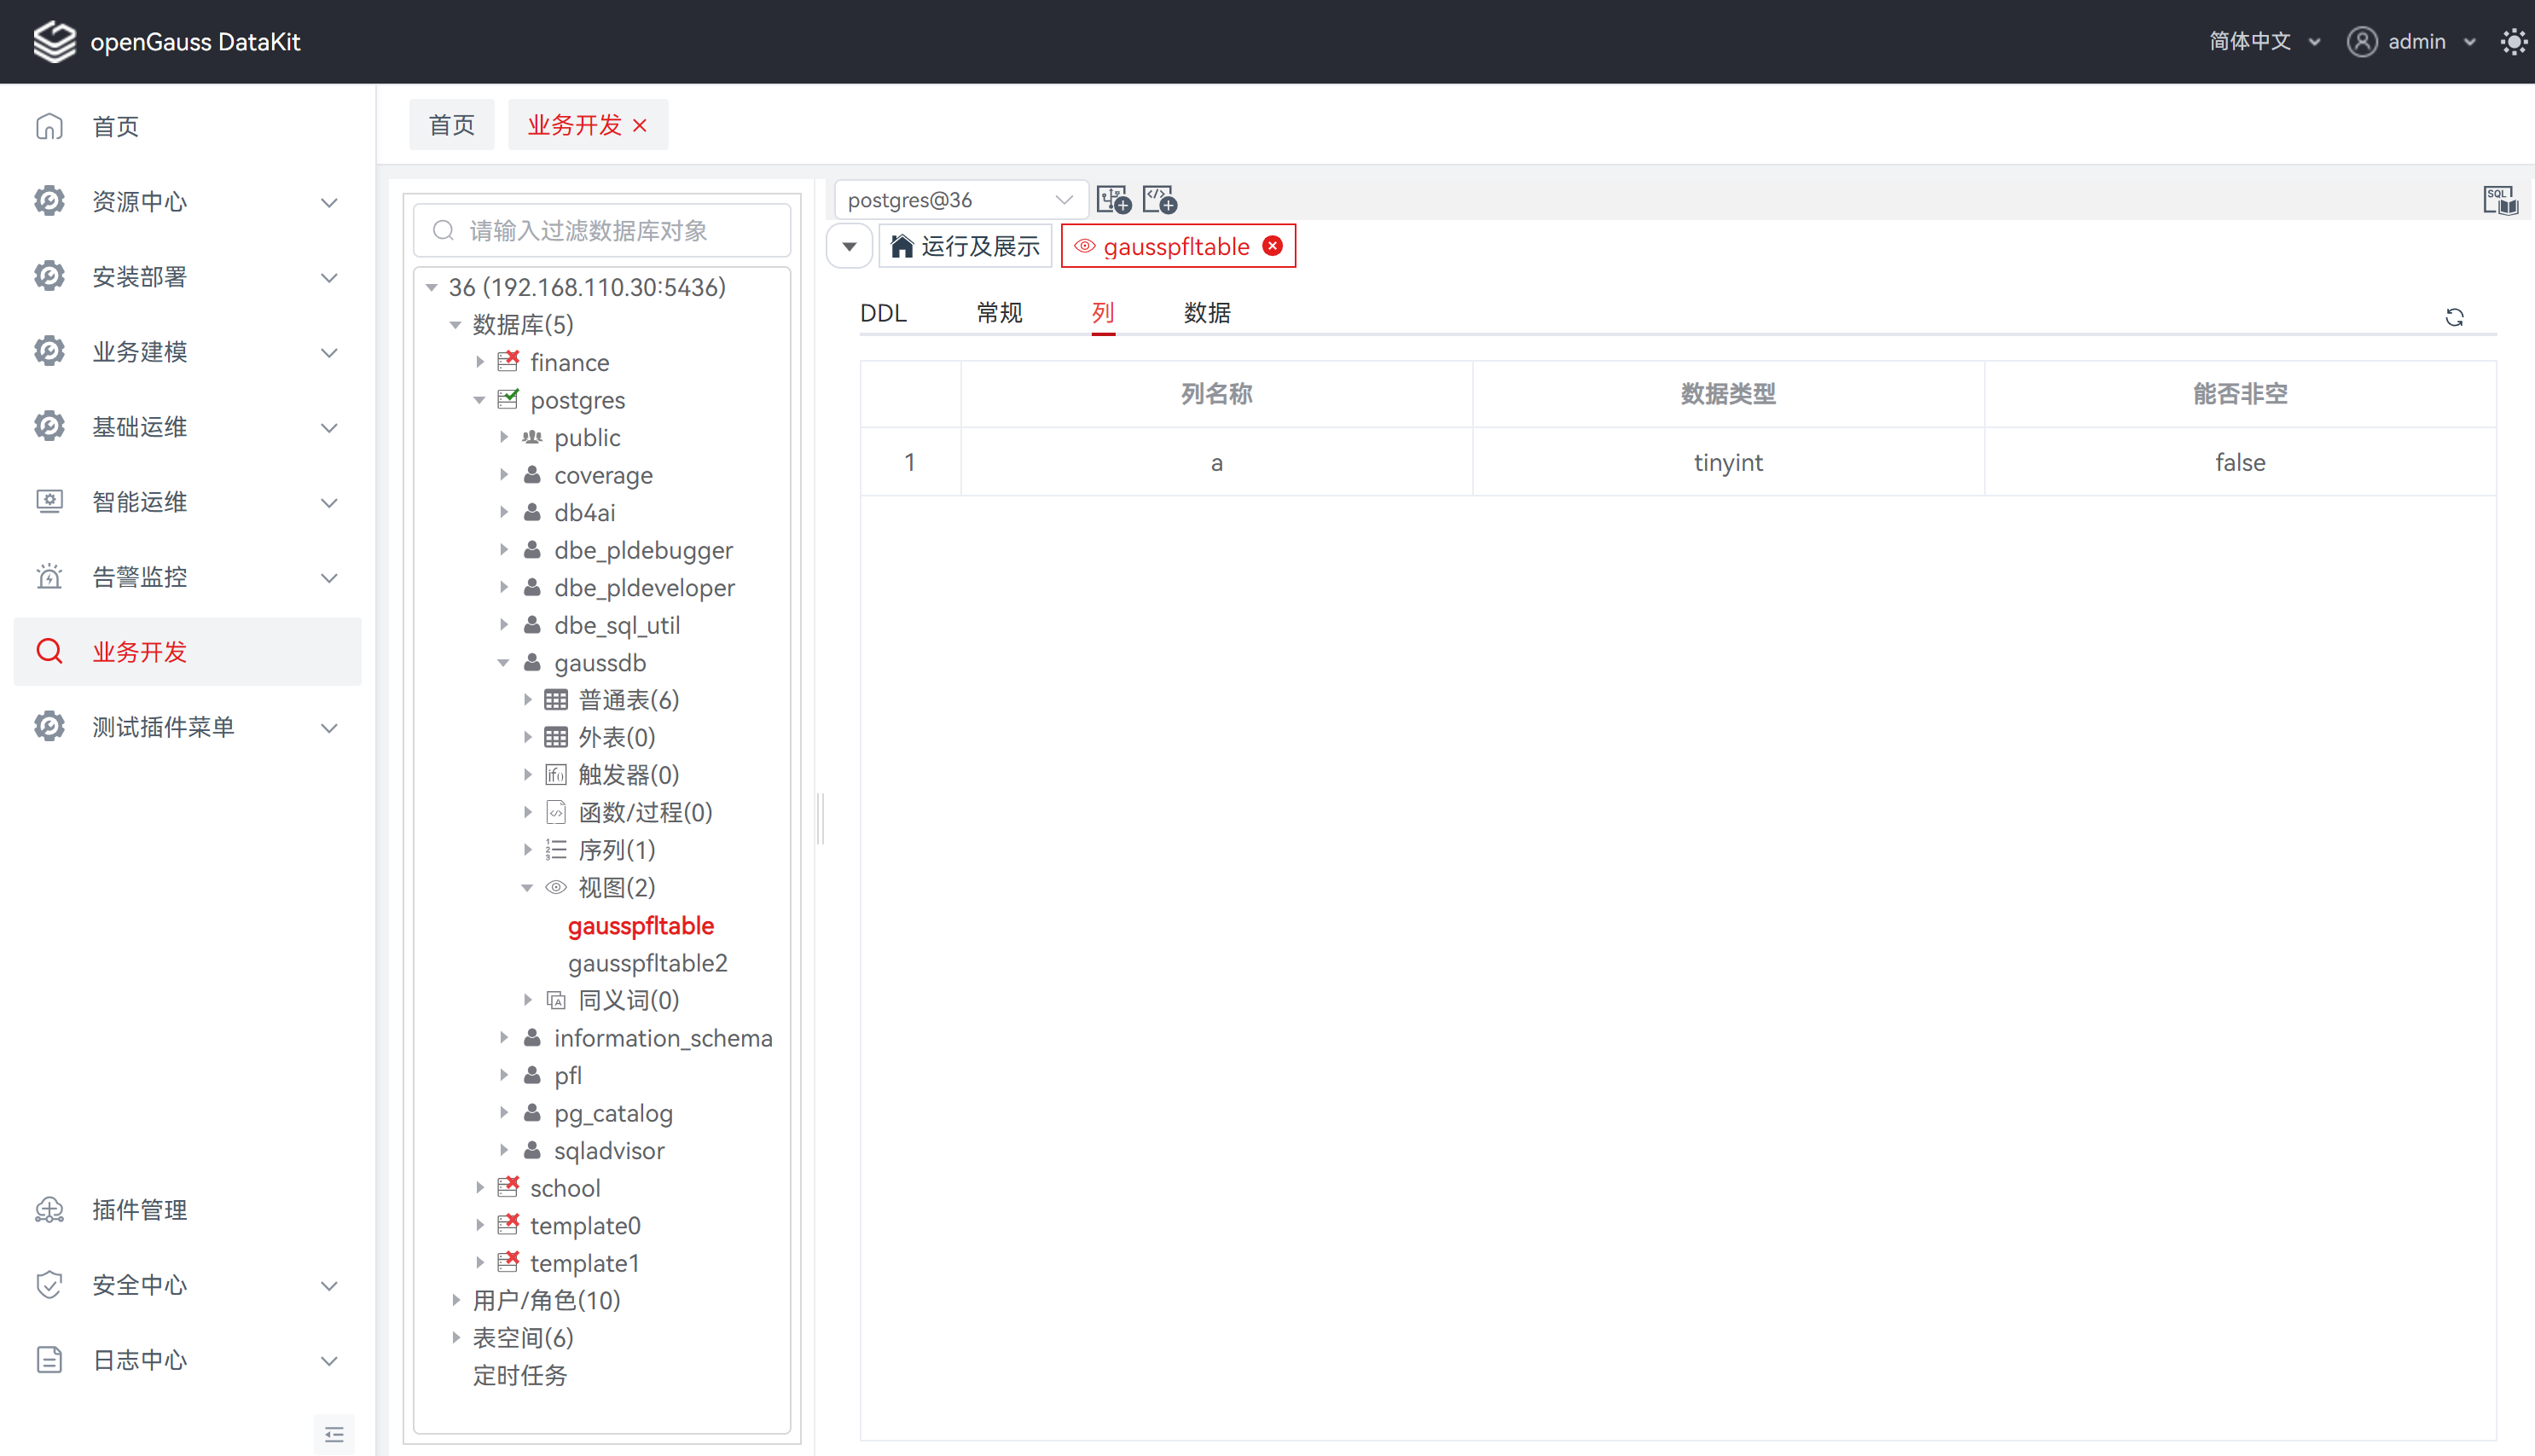 openGauss DataKit
简体中文
admin
首页
资源中心
安装部署
业务建模
基础运维
智能运维
告警监控
业务开发
测试插件菜单
插件管理
安全中心
日志中心
首页
业务开发
请输入过滤数据库对象
36 (192.168.110.30:5436)
数据库(5)
finance
postgres
public
coverage
db4ai
dbe_pldebugger
dbe_pldeveloper
dbe_sql_util
gaussdb
普通表(6)
外表(0)
触发器(0)
函数/过程(0)
序列(1)
视图(2)
gausspfltable
gausspfltable2
同义词(0)
information_schema
pfl
pg_catalog
sqladvisor
school
template0
template1
用户/角色(10)
表空间(6)
定时任务
postgres@36
SQL
运行及展示
gausspfltable
DDL 常规 列 数据
列名称 数据类型 能否非空
1 a tinyint false